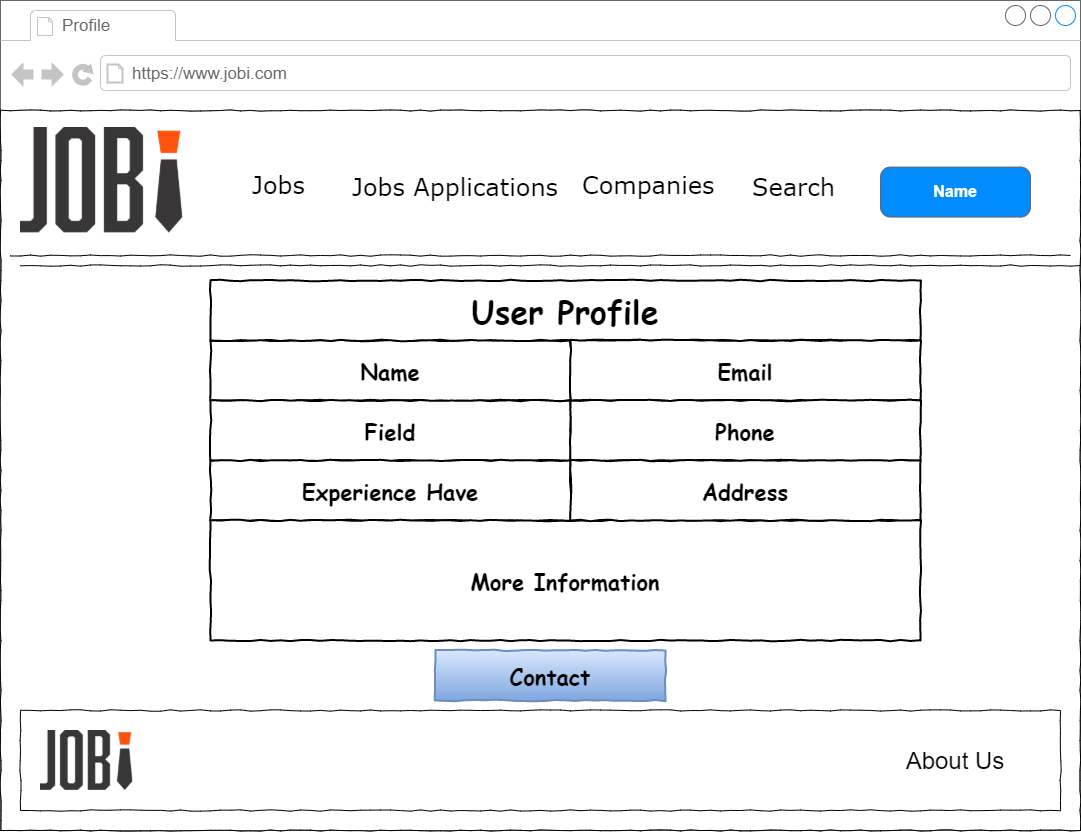 Profile
https://www.jobi.com
JOBi
Jobs
Jobs Applications
Companies
Search
Name
User Profile
Name
Email
Field
Phone
Experience Have
Address
More Information
Contact
JOBi
About Us